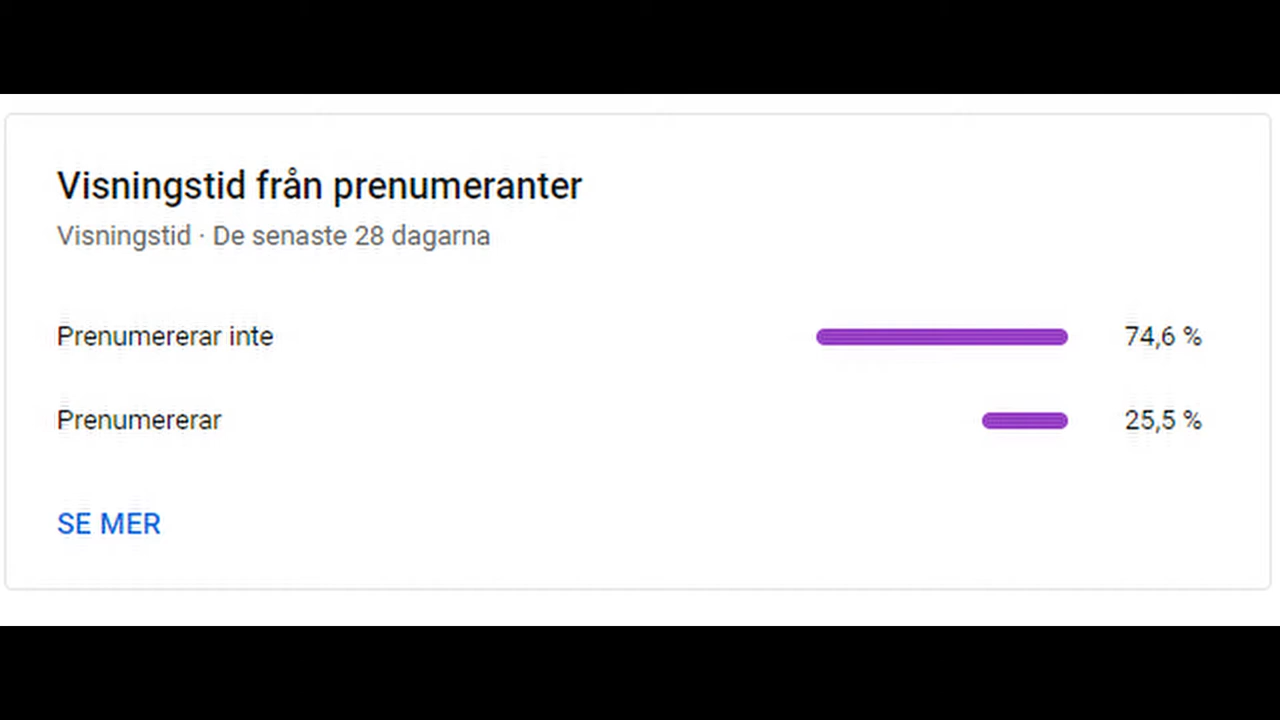 Visningstid från prenumeranter
Visningstid · De senaste 28 dagarna
Prenumererar inte 74,6 %
Prenumererar 25,5 %
SE MER